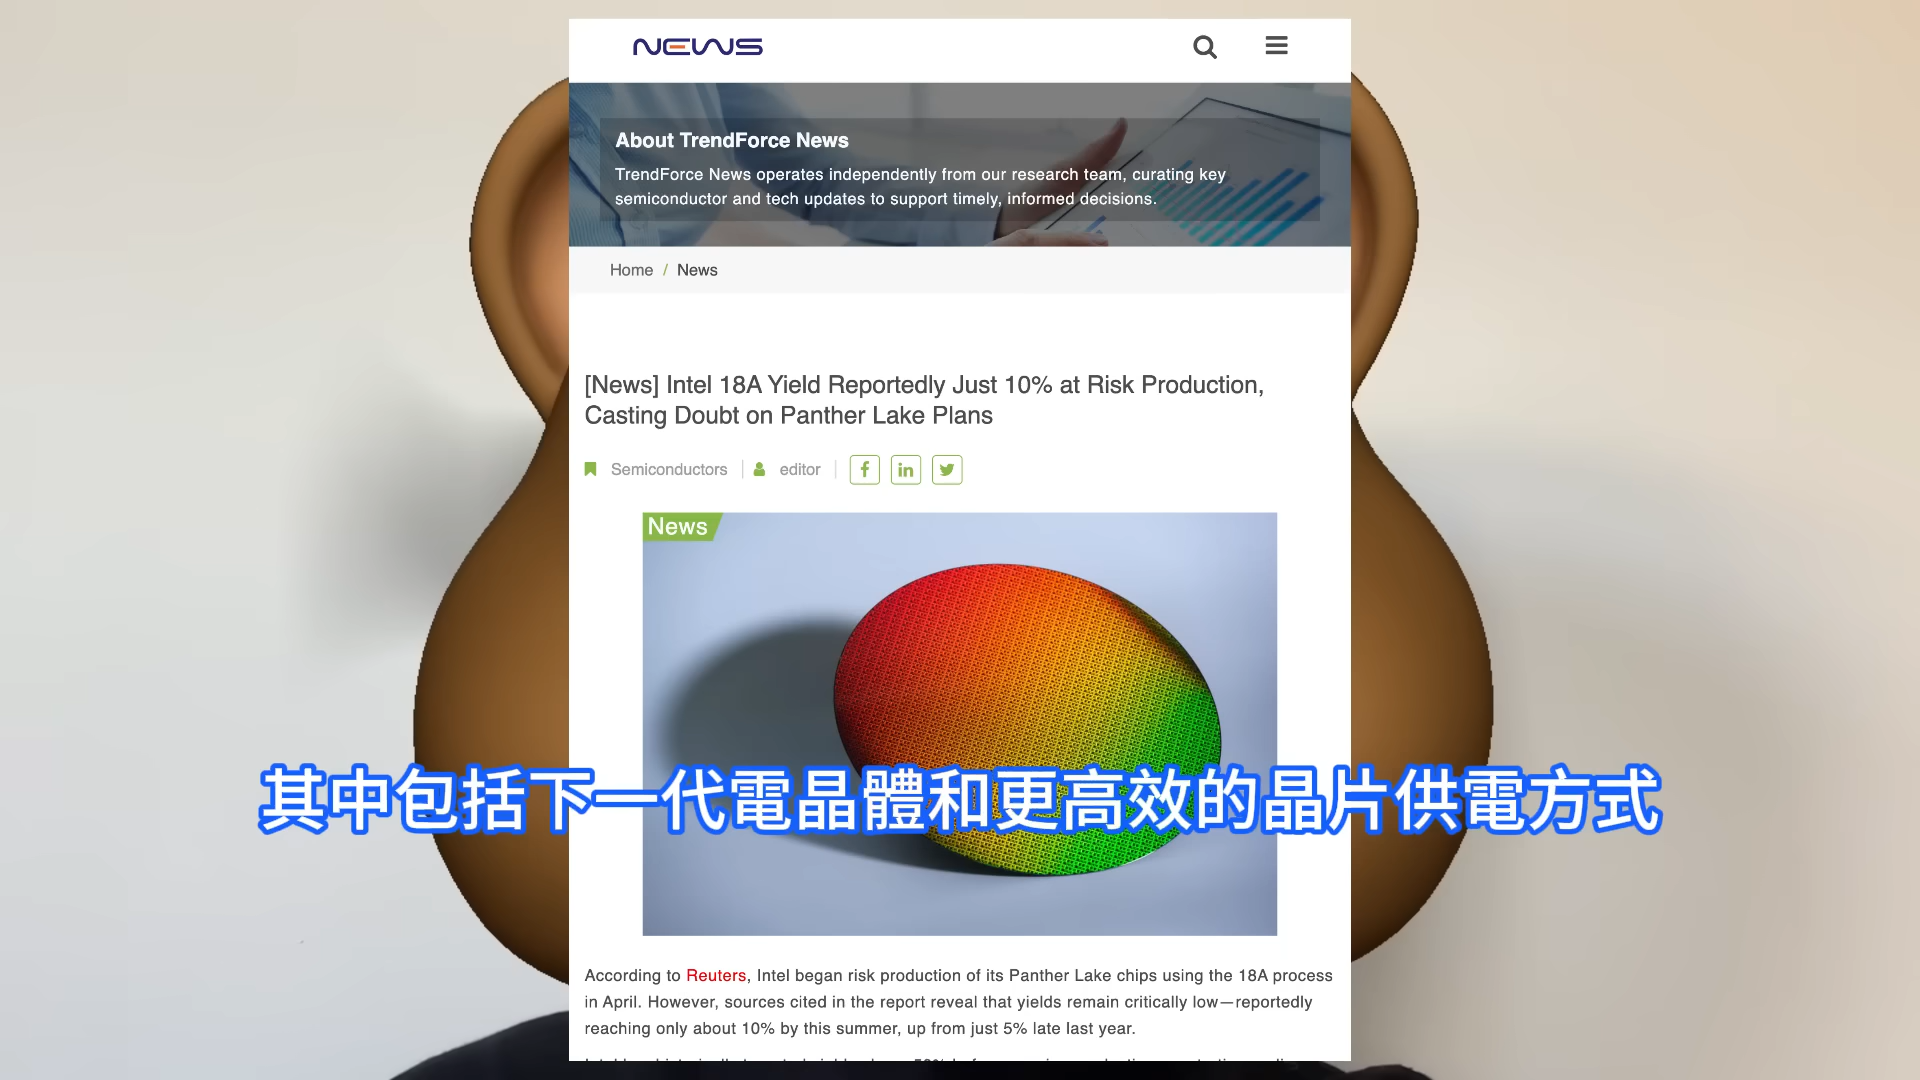 NEWS
About TrendForce News
TrendForce News operates independently from our research team, curating key
semiconductor and tech updates to support timely, informed decisions.
Home / News
[News] Intel 18A Yield Reportedly Just 10% at Risk Production,
Casting Doubt on Panther Lake Plans
Semiconductors editor
News
其中包括下一代電晶體和更高效的晶片供電方式
According to Reuters, Intel began risk production of its Panther Lake chips using the 18A process
in April. However, sources cited in the report reveal that yields remain critically low—reportedly
reaching only about 10% by this summer, up from just 5% late last year.